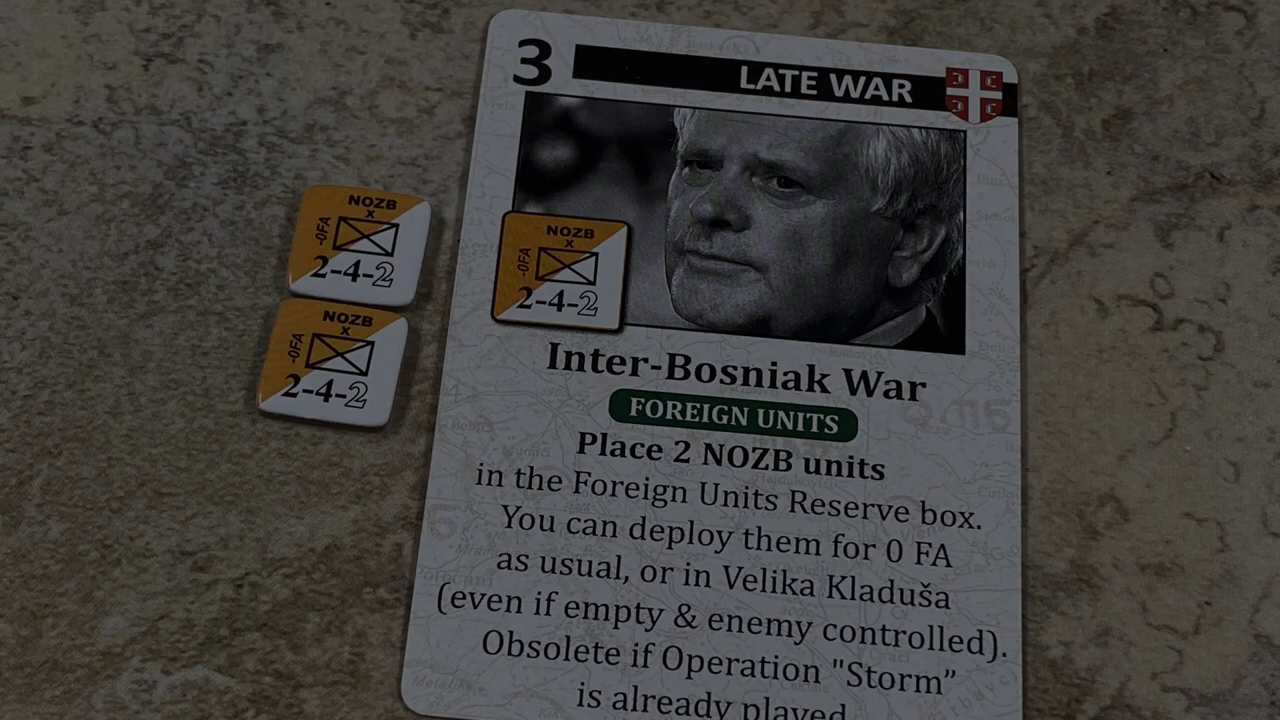 3
LATE WAR
NOZB
X
-0FA
2-4-2
NOZB
X
-0FA
2-4-2
NOZB
X
-0FA
2-4-2
Inter-Bosniak War
FOREIGN UNITS
Place 2 NOZB units
in the Foreign Units Reserve box.
You can deploy them for 0 FA
as usual, or in Velika Kladuša
(even if empty & enemy controlled).
Obsolete if Operation "Storm”
is already played